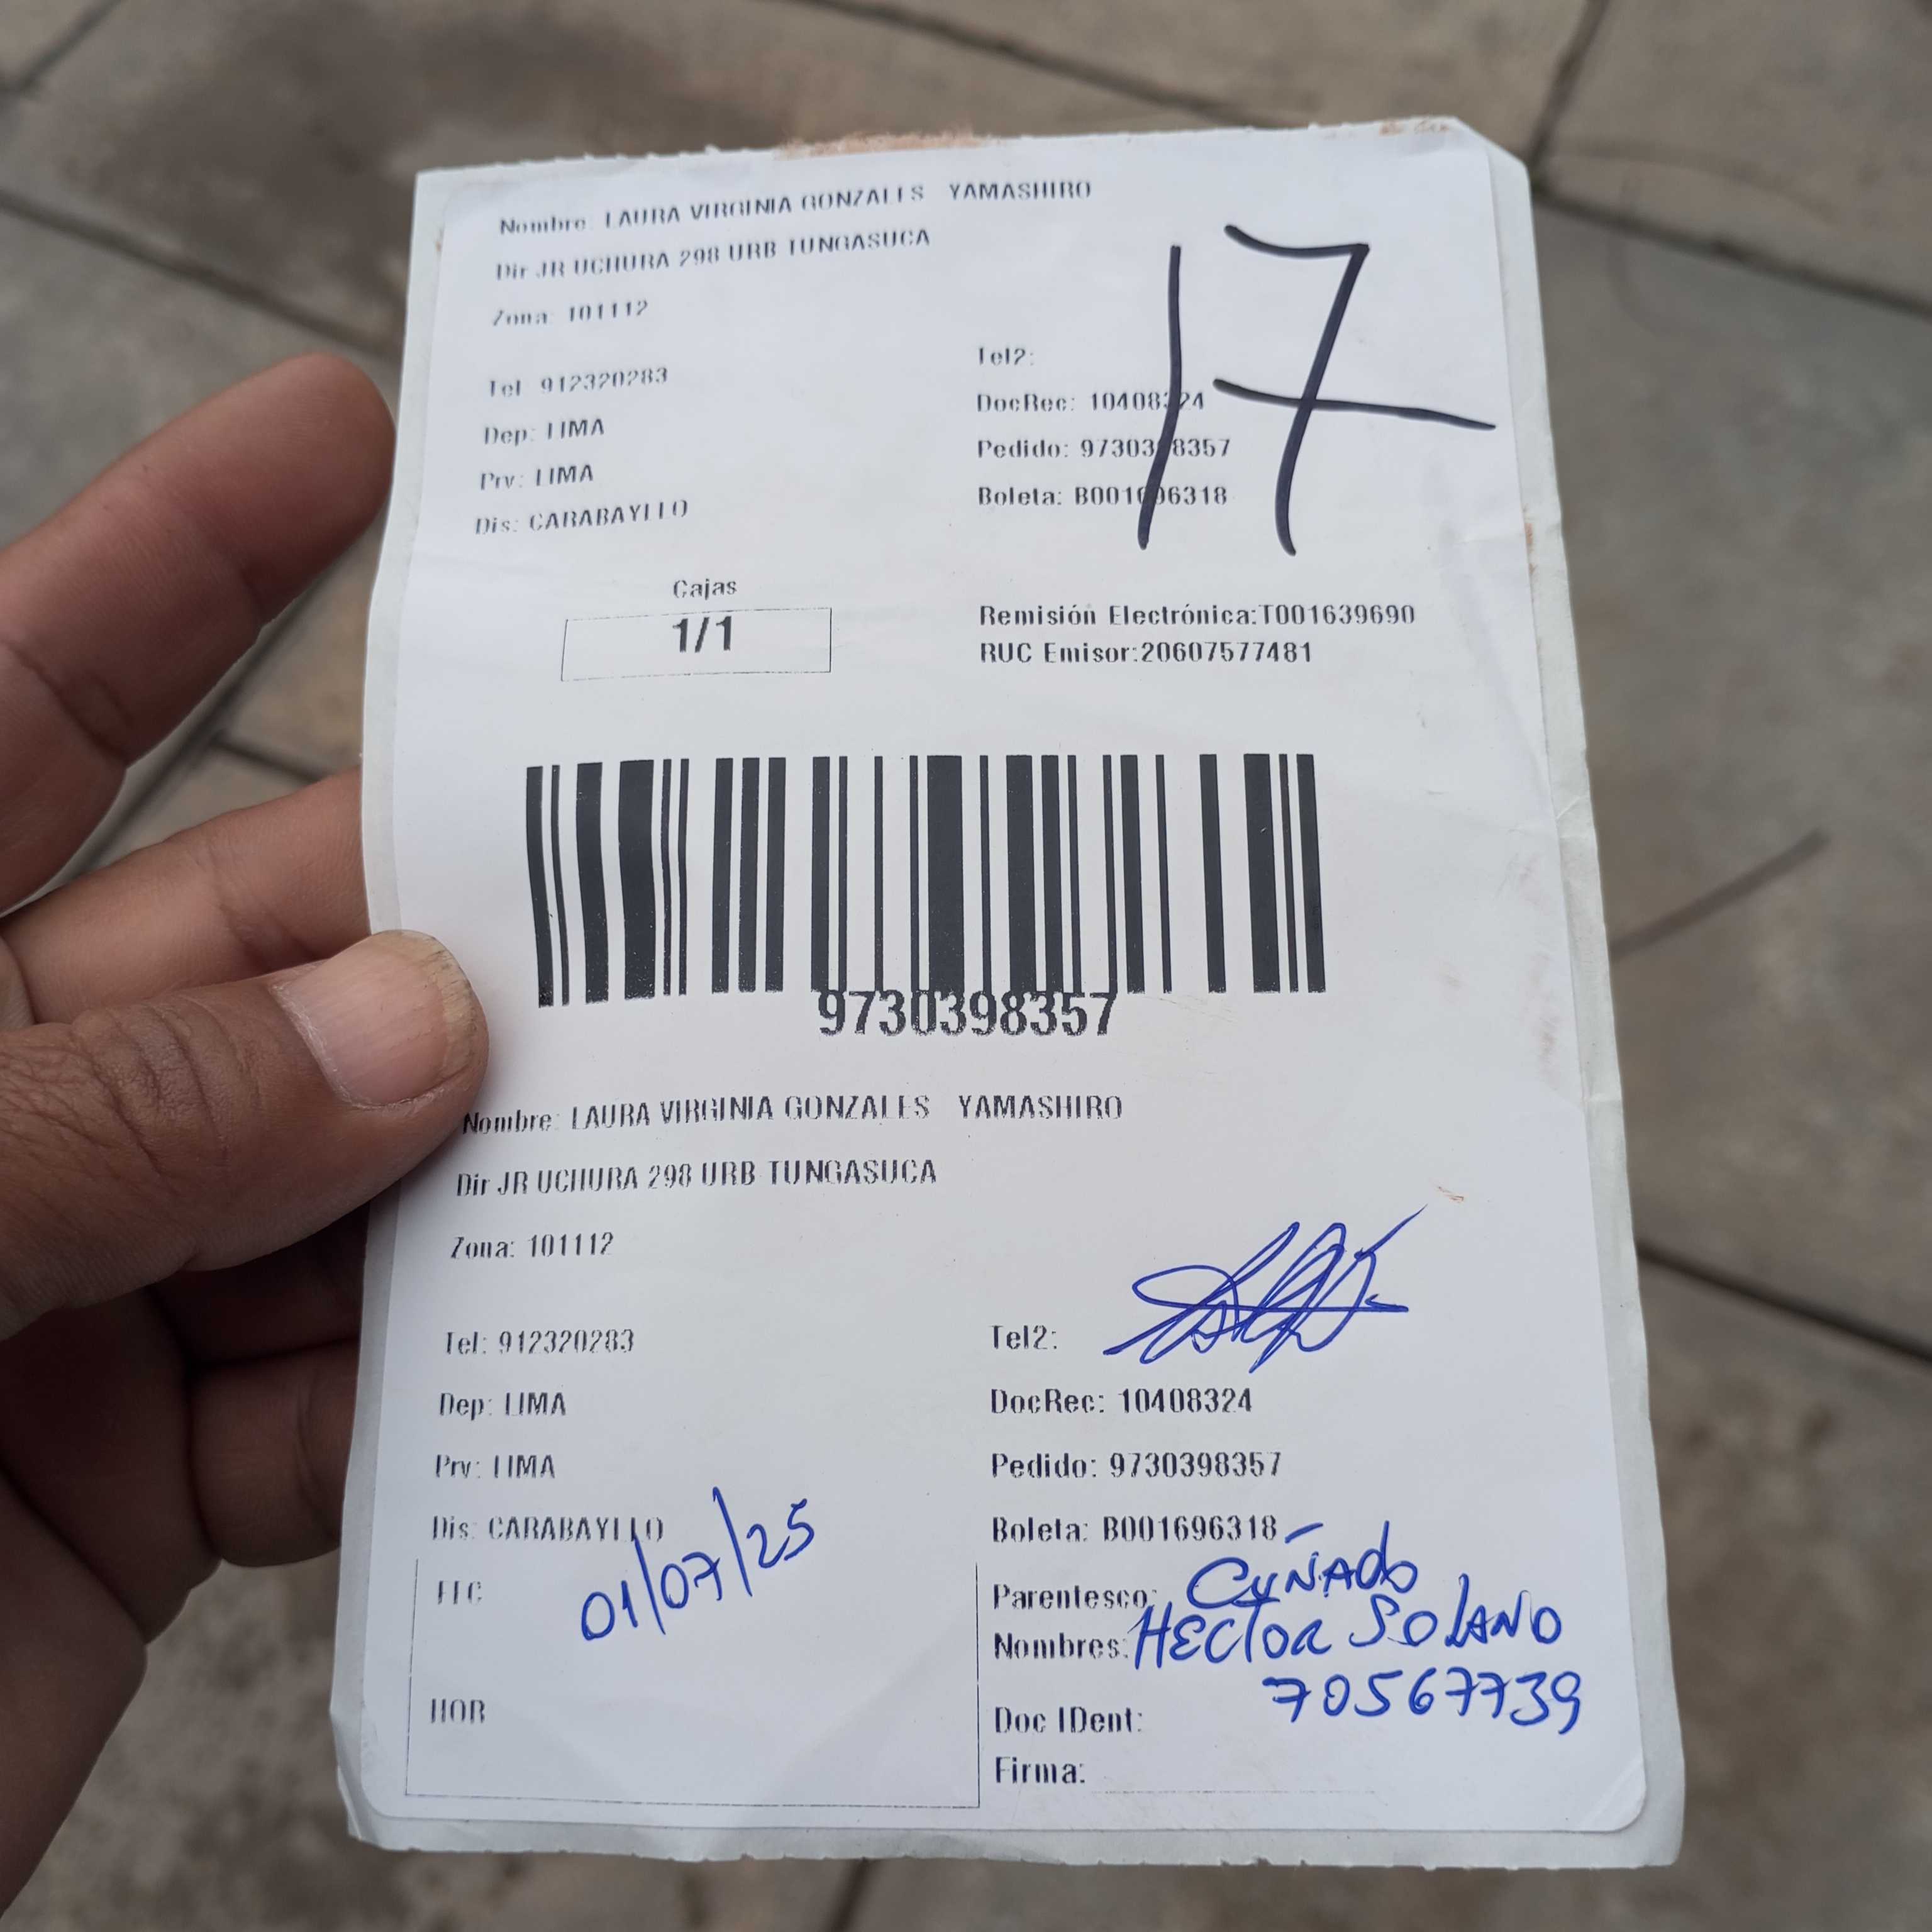 Nombre: LAURA VIRGINIA GONZALES YAMASHIRO
Dir JR UCHURA 298 URB TUNGASUCA
Zona: 101112
17
Tel: 912320283
Tel2:
Dep: LIMA
DocRec: 10408324
Prv: LIMA
Pedido: 9730398357
Dis: CARABAYLLO
Boleta: B001696318
Cajas
1/1
Remisión Electrónica:T001639690
RUC Emisor:20607577481
9730398357
Nombre: LAURA VIRGINIA GONZALES YAMASHIRO
Dir JR UCHURA 298 URB TUNGASUCA
Zona: 101112
Tel: 912320283
Tel2:
Dep: LIMA
DocRec: 10408324
Prv: LIMA
Pedido: 9730398357
Dis: CARABAYLLO
Boleta: B001696318
01/07/25
Parentesco: CUÑADO
Nombres: HECTOR SOLANO
70567739
HOR
Doc IDent:
Firma: